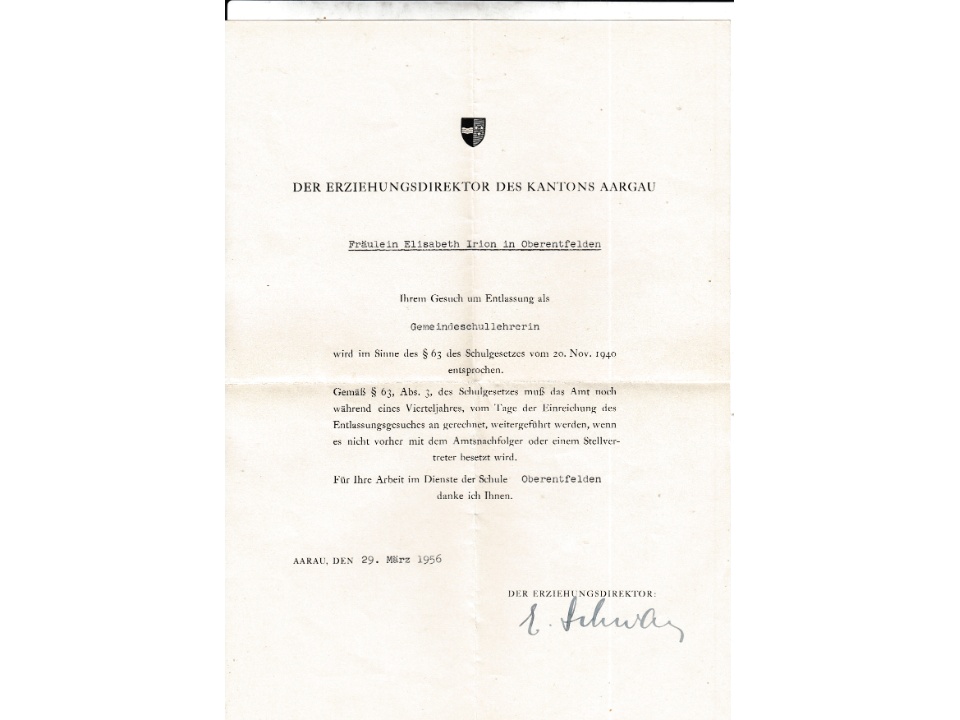 DER ERZIEHUNGSDIREKTOR DES KANTONS AARGAU
Fräulein Elisabeth Irion in Oberentfelden
Ihrem Gesuch um Entlassung als
Gemeindeschullehrerin
wird im Sinne des § 63 des Schulgesetzes vom 20. Nov. 1940
entsprochen.
Gemäß § 63, Abs. 3, des Schulgesetzes muß das Amt noch
während eines Vierteljahres, vom Tage der Einreichung des
Entlassungsgesuches an gerechnet, weitergeführt werden, wenn
es nicht vorher mit dem Amtsnachfolger oder einem Stellver-
treter besetzt wird.
Für Ihre Arbeit im Dienste der Schule Oberentfelden
danke ich Ihnen.
AARAU, DEN 29. März 1956
DER ERZIEHUNGSDIREKTOR:
E. Schwarz